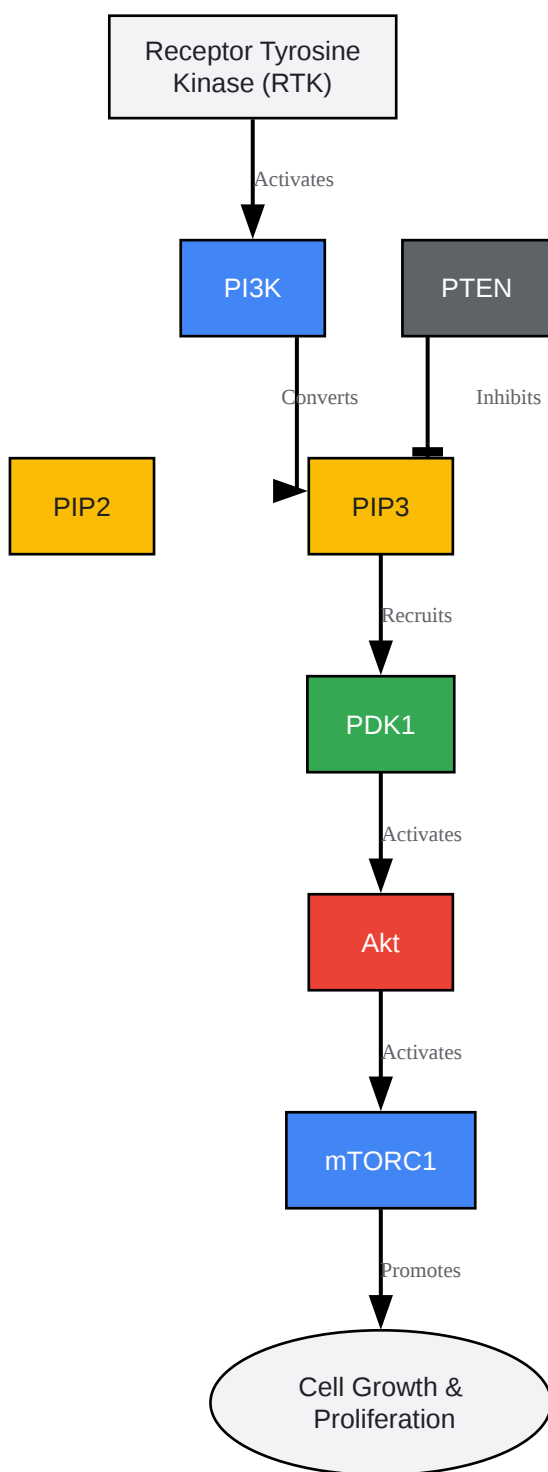 Receptor Tyrosine
Kinase (RTK)
Activates
PI3K
PTEN
Converts
Inhibits
PIP2
PIP3
Recruits
PDK1
Activates
Akt
Activates
mTORC1
Promotes
Cell Growth &
Proliferation